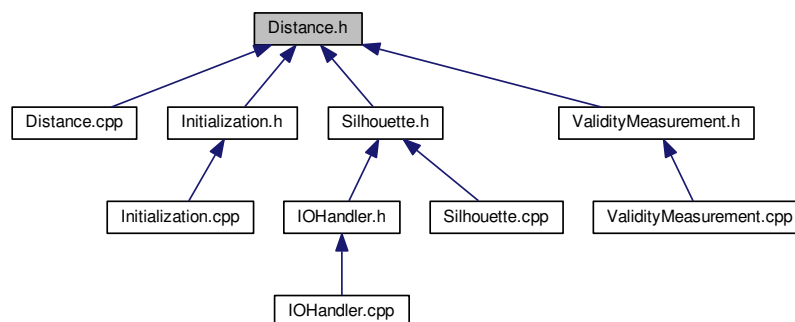 Distance.h
Distance.cpp
Initialization.h
Silhouette.h
ValidityMeasurement.h
Initialization.cpp
IOHandler.h
Silhouette.cpp
ValidityMeasurement.cpp
IOHandler.cpp